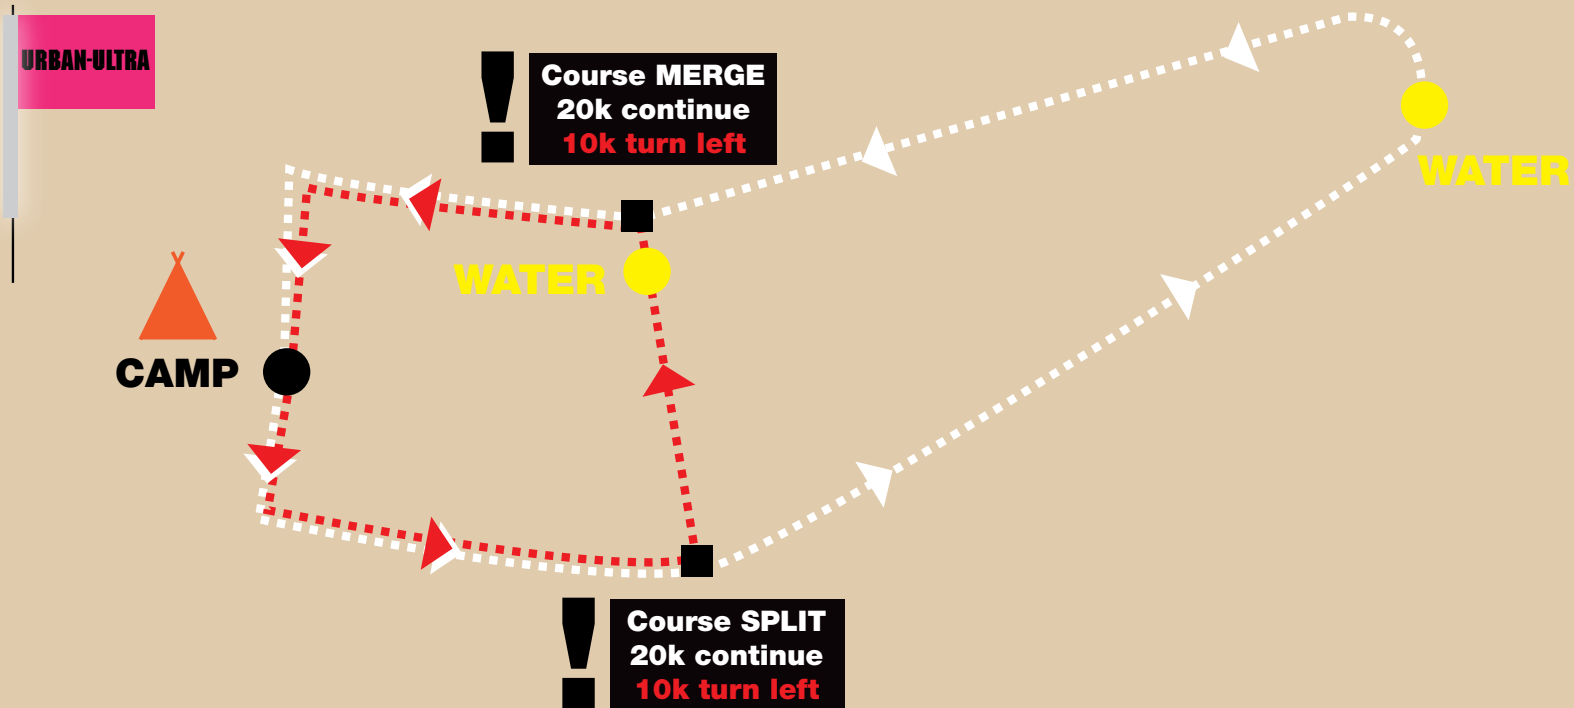 URBAN-ULTRA
!
Course MERGE
20k continue
10k turn left
WATER
WATER
CAMP
!
Course SPLIT
20k continue
10k turn left